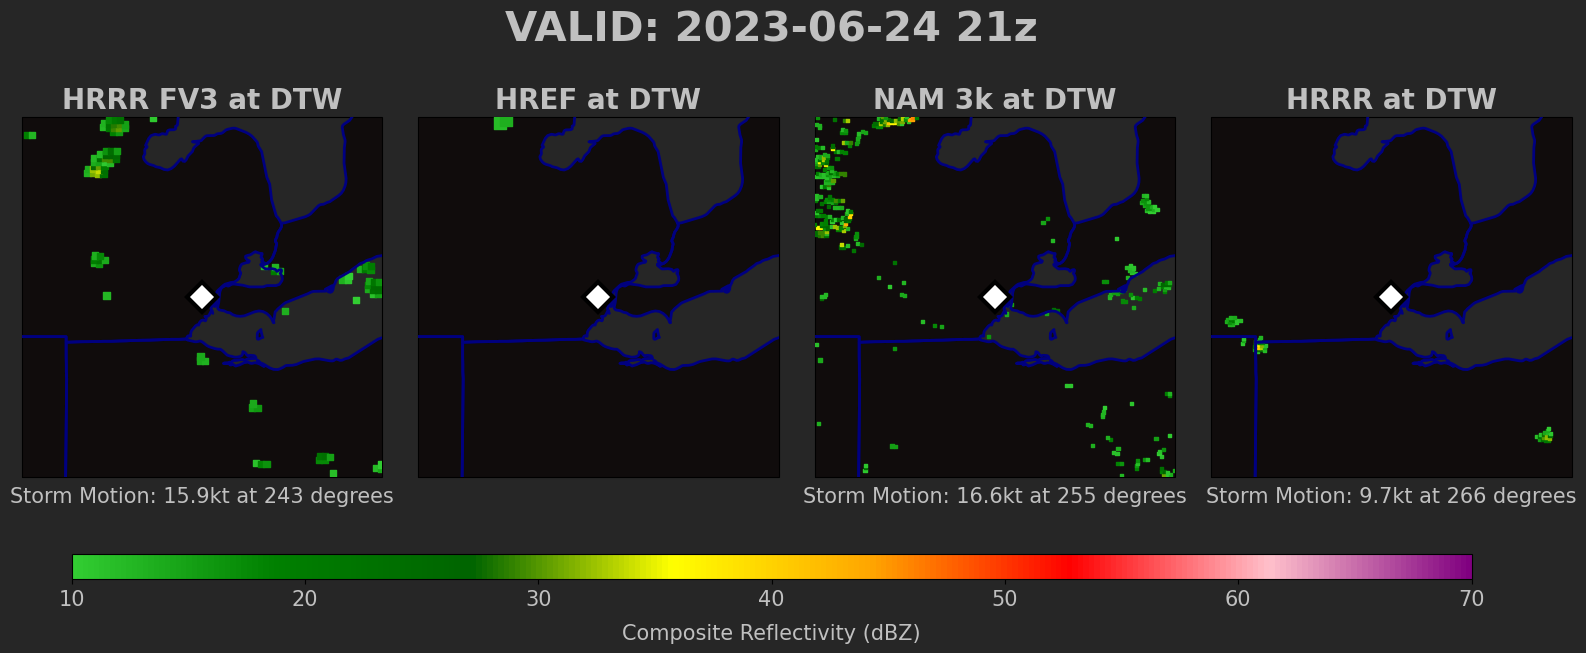 VALID: 2023-06-24 21z
HRRR FV3 at DTW
HREF at DTW
NAM 3k at DTW
HRRR at DTW
Storm Motion: 15.9kt at 243 degrees
Storm Motion: 16.6kt at 255 degrees
Storm Motion: 9.7kt at 266 degrees
10 20 30 40 50 60 70
Composite Reflectivity (dBZ)